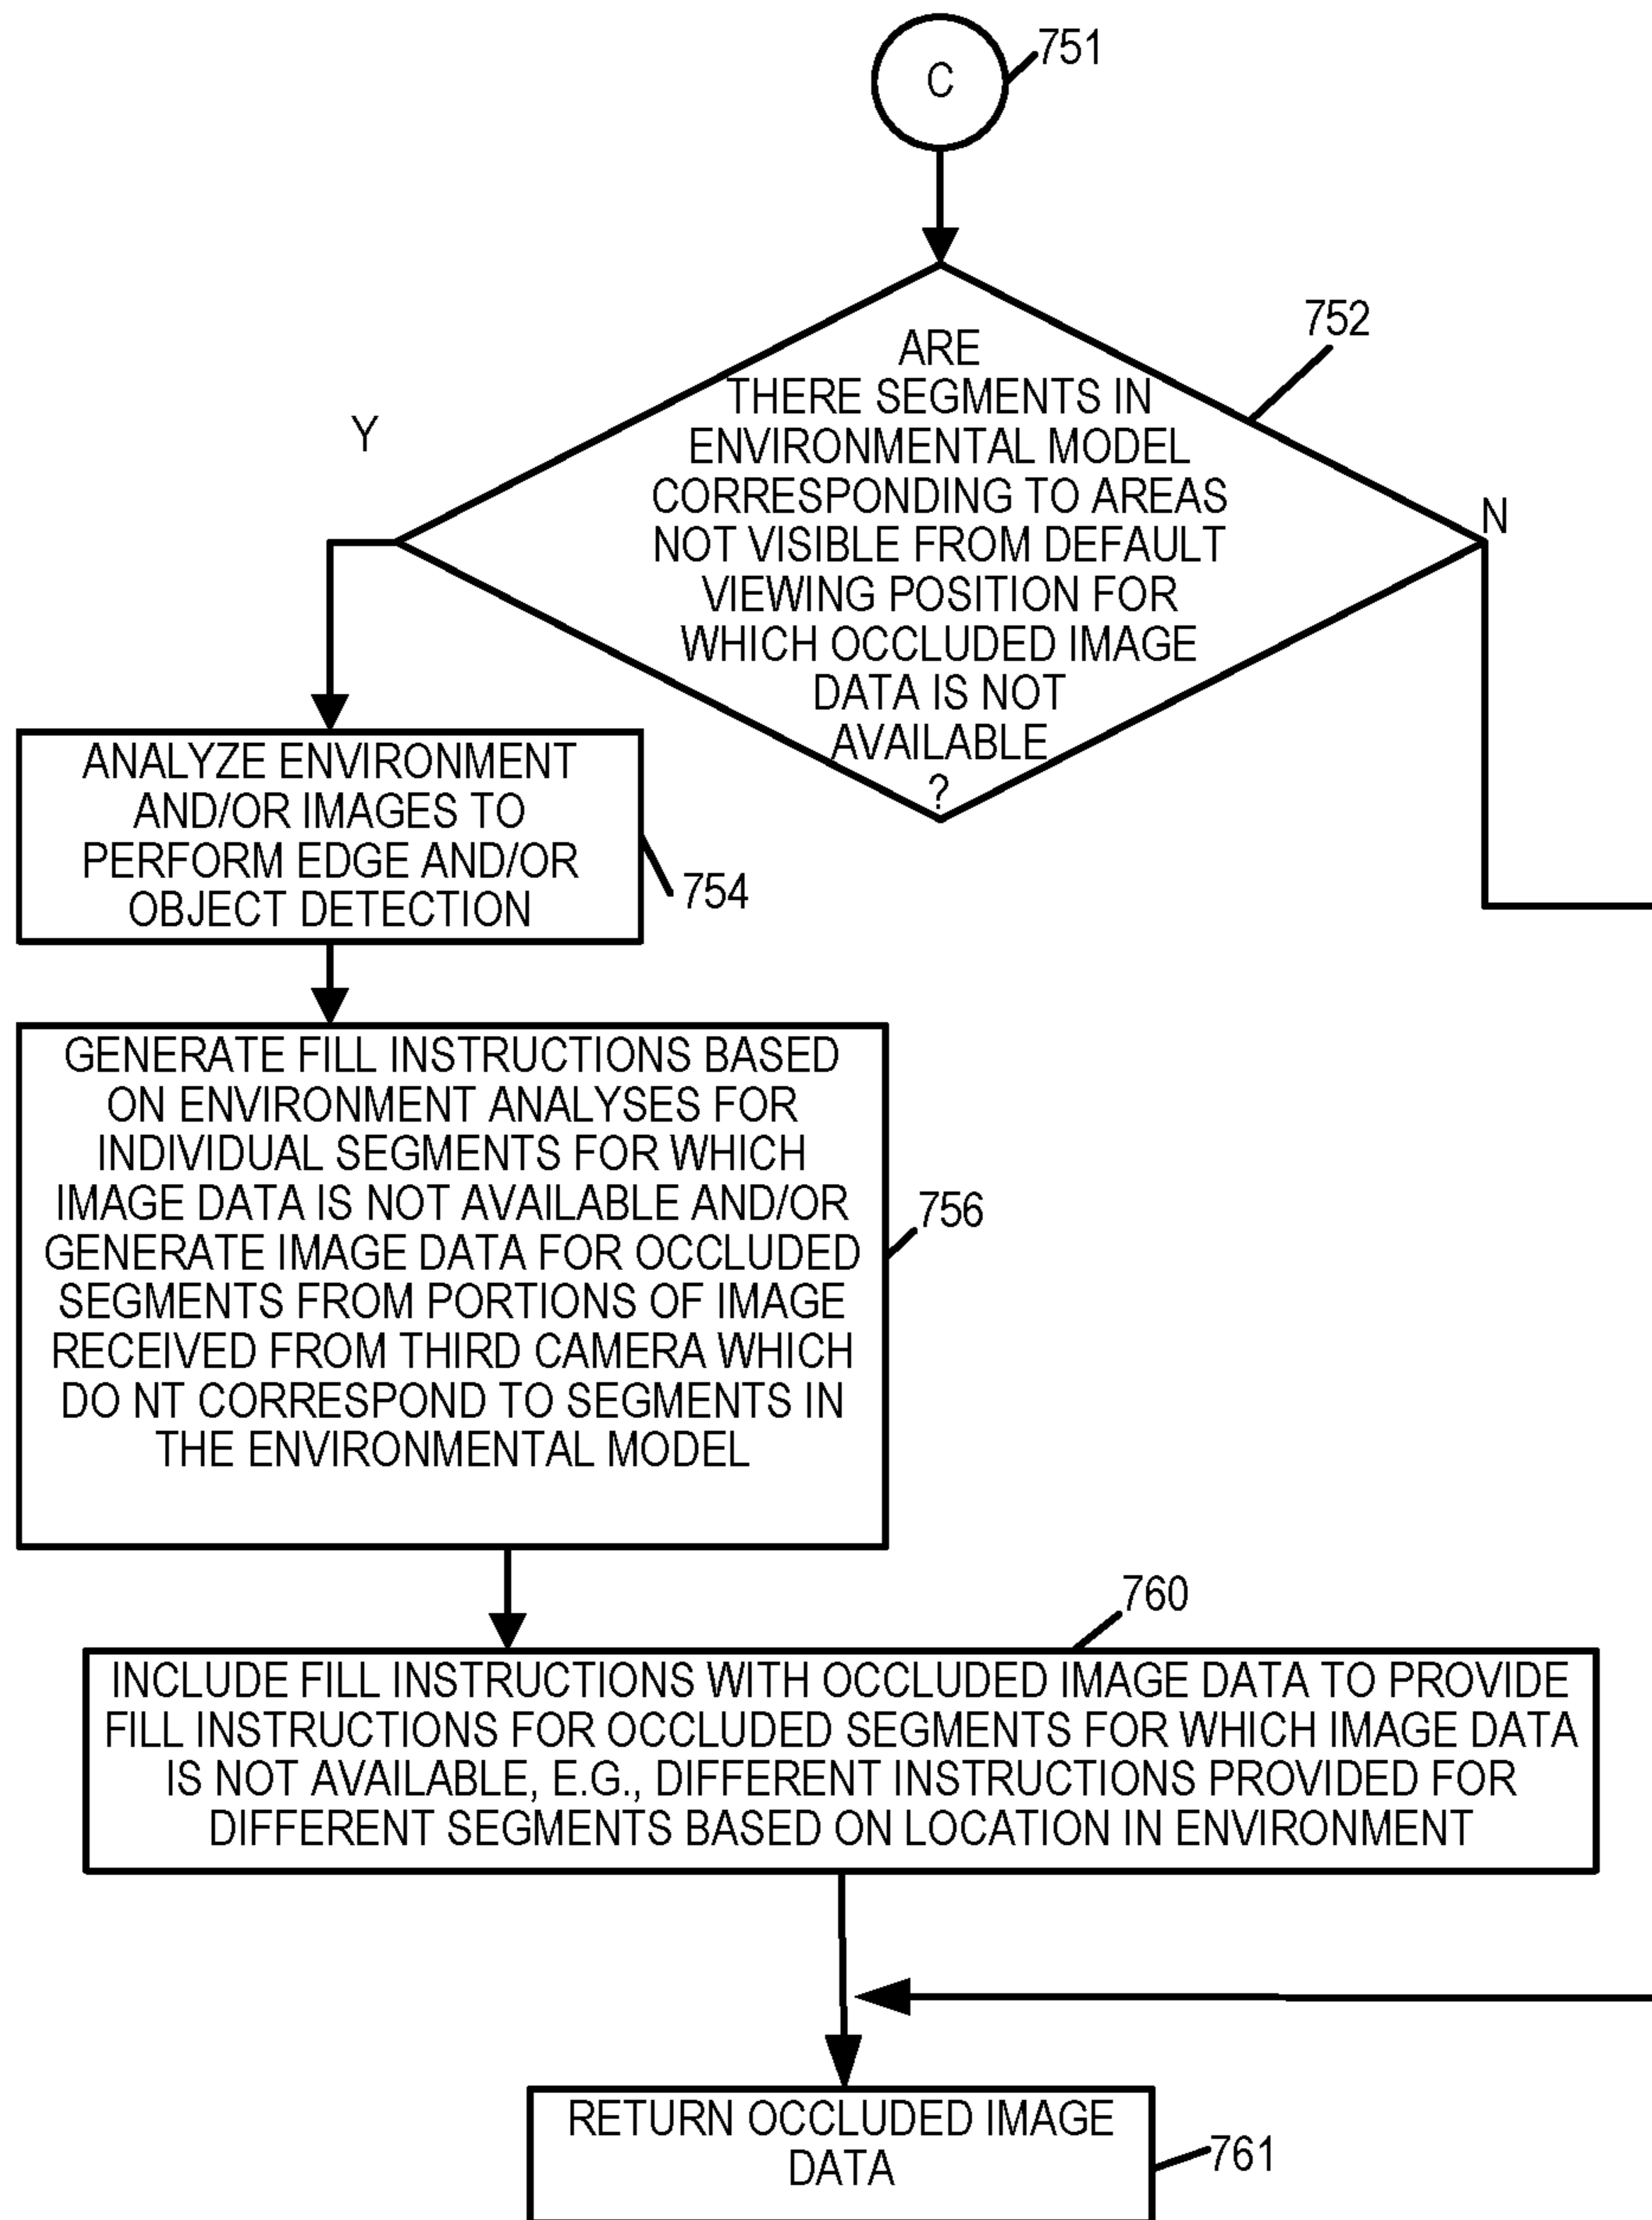 C
751
752
ARE
THERE SEGMENTS IN
ENVIRONMENTAL MODEL
CORRESPONDING TO AREAS
NOT VISIBLE FROM DEFAULT
VIEWING POSITION FOR
WHICH OCCLUDED IMAGE
DATA IS NOT
AVAILABLE
?
Y
N
ANALYZE ENVIRONMENT
AND/OR IMAGES TO
PERFORM EDGE AND/OR
OBJECT DETECTION
754
GENERATE FILL INSTRUCTIONS BASED
ON ENVIRONMENT ANALYSES FOR
INDIVIDUAL SEGMENTS FOR WHICH
IMAGE DATA IS NOT AVAILABLE AND/OR
GENERATE IMAGE DATA FOR OCCLUDED
SEGMENTS FROM PORTIONS OF IMAGE
RECEIVED FROM THIRD CAMERA WHICH
DO NT CORRESPOND TO SEGMENTS IN
THE ENVIRONMENTAL MODEL
756
760
INCLUDE FILL INSTRUCTIONS WITH OCCLUDED IMAGE DATA TO PROVIDE
FILL INSTRUCTIONS FOR OCCLUDED SEGMENTS FOR WHICH IMAGE DATA
IS NOT AVAILABLE, E.G., DIFFERENT INSTRUCTIONS PROVIDED FOR
DIFFERENT SEGMENTS BASED ON LOCATION IN ENVIRONMENT
RETURN OCCLUDED IMAGE
DATA
761